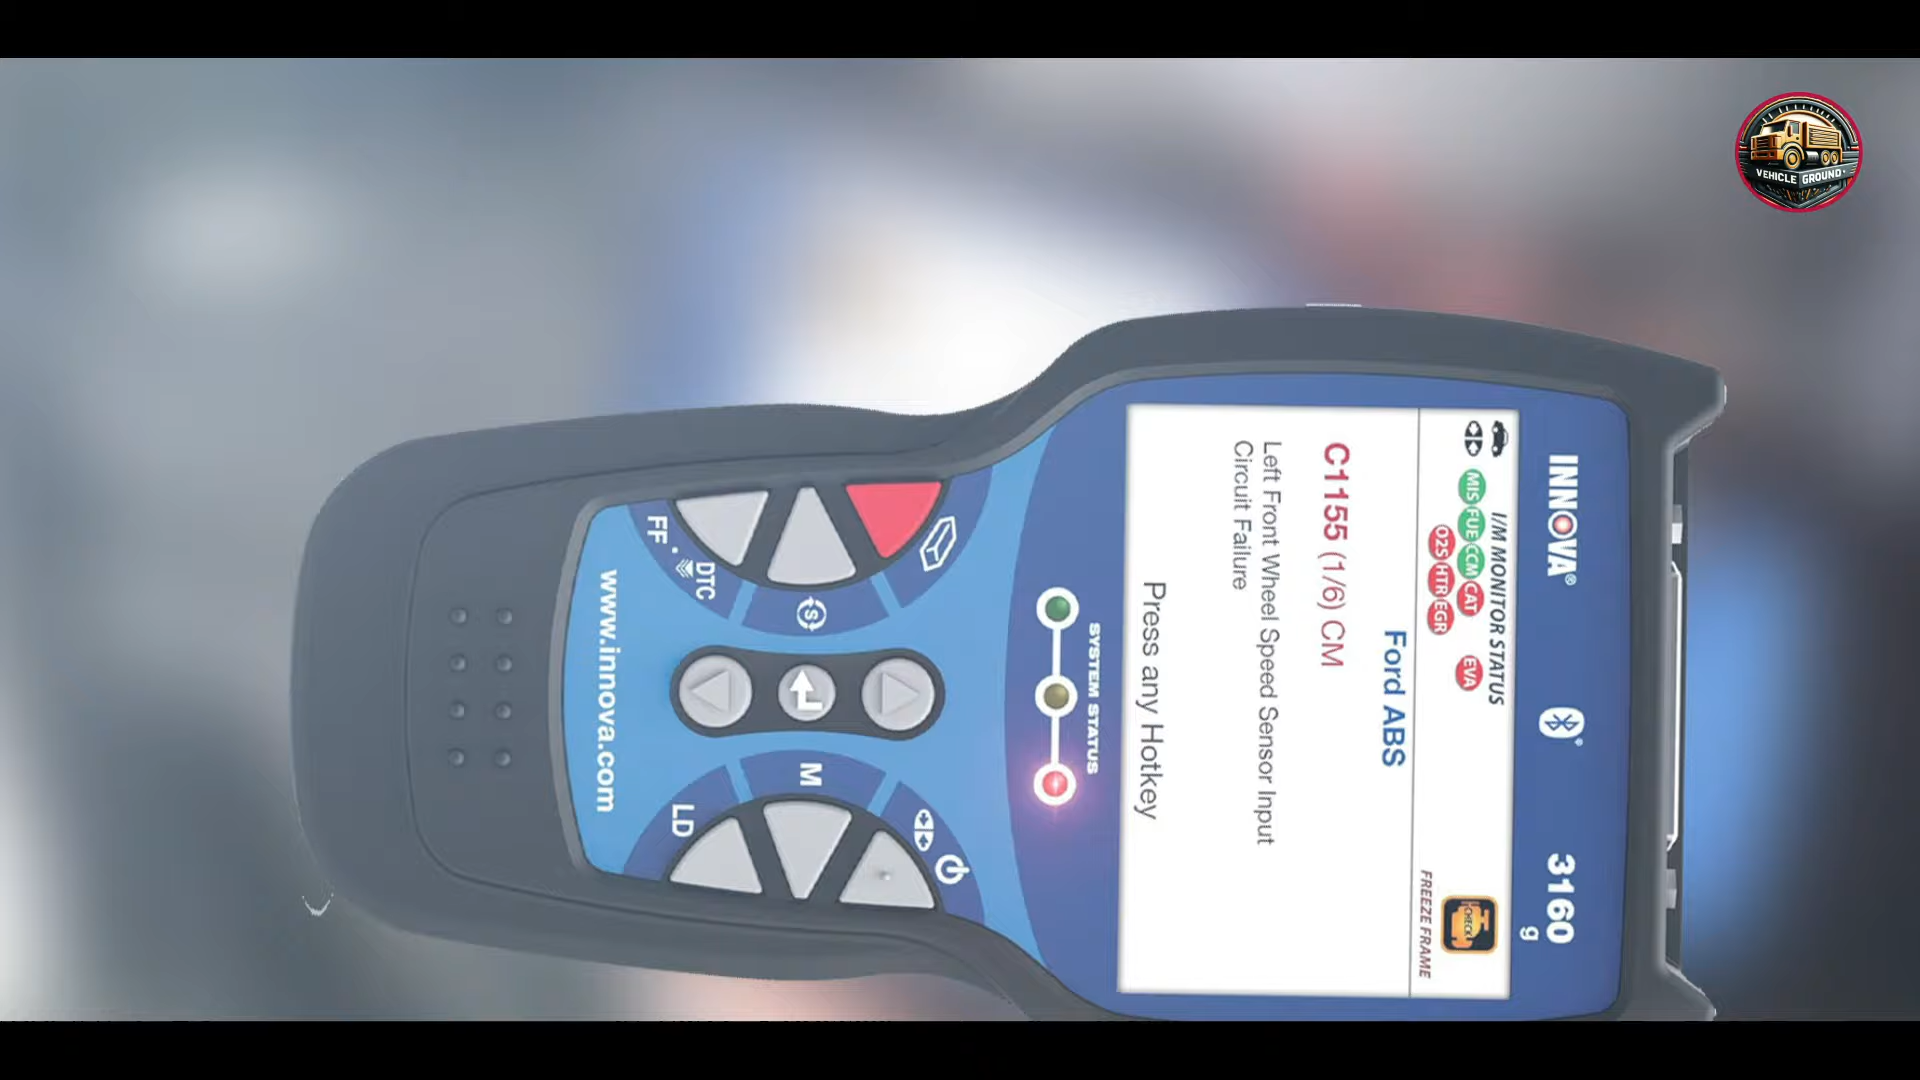 VEHICLE GROUND
INNOVA®
3160
g
I/M MONITOR STATUS
MIS FUE CCM CAT EVA
O2S HTR EGR
CHECK
FREEZE FRAME
Ford ABS
C1155 (1/6) CM
Left Front Wheel Speed Sensor Input
Circuit Failure
Press any Hotkey
SYSTEM STATUS
S
M
DTC
FF
LD
www.innova.com